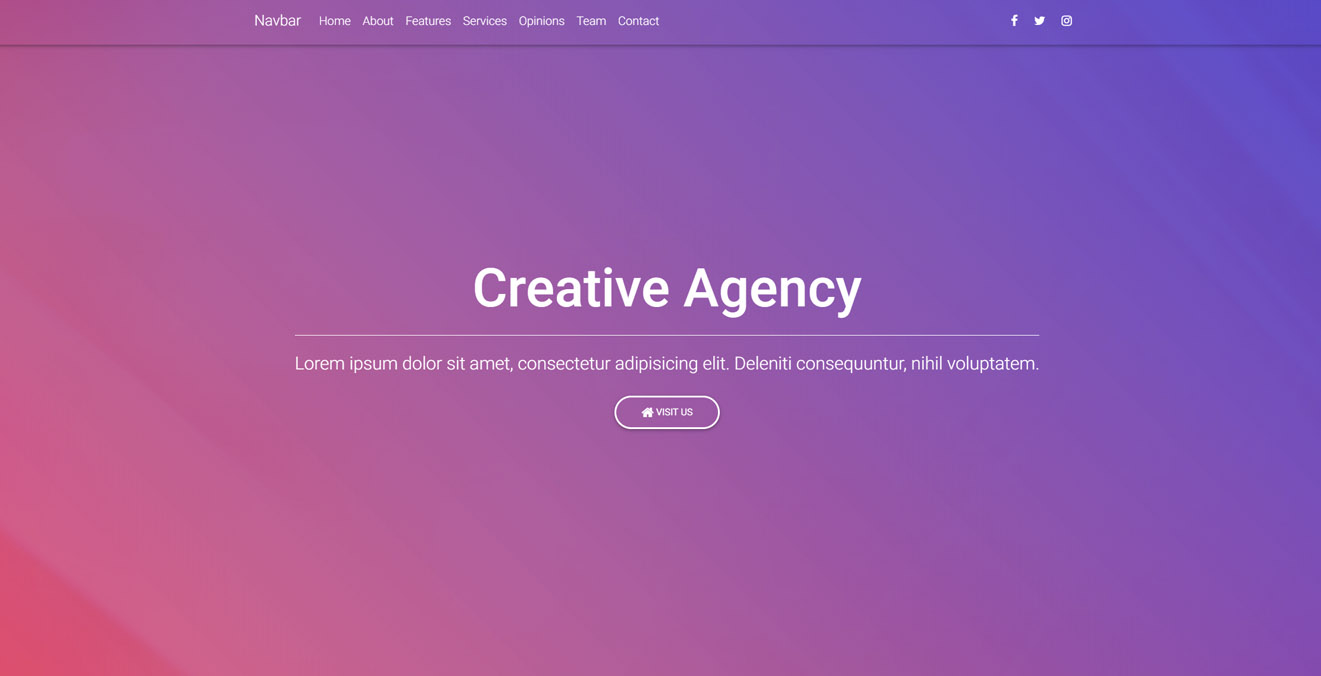 Navbar Home About Features Services Opinions Team Contact
Creative Agency
Lorem ipsum dolor sit amet, consectetur adipisicing elit. Deleniti consequuntur, nihil voluptatem.
VISIT US